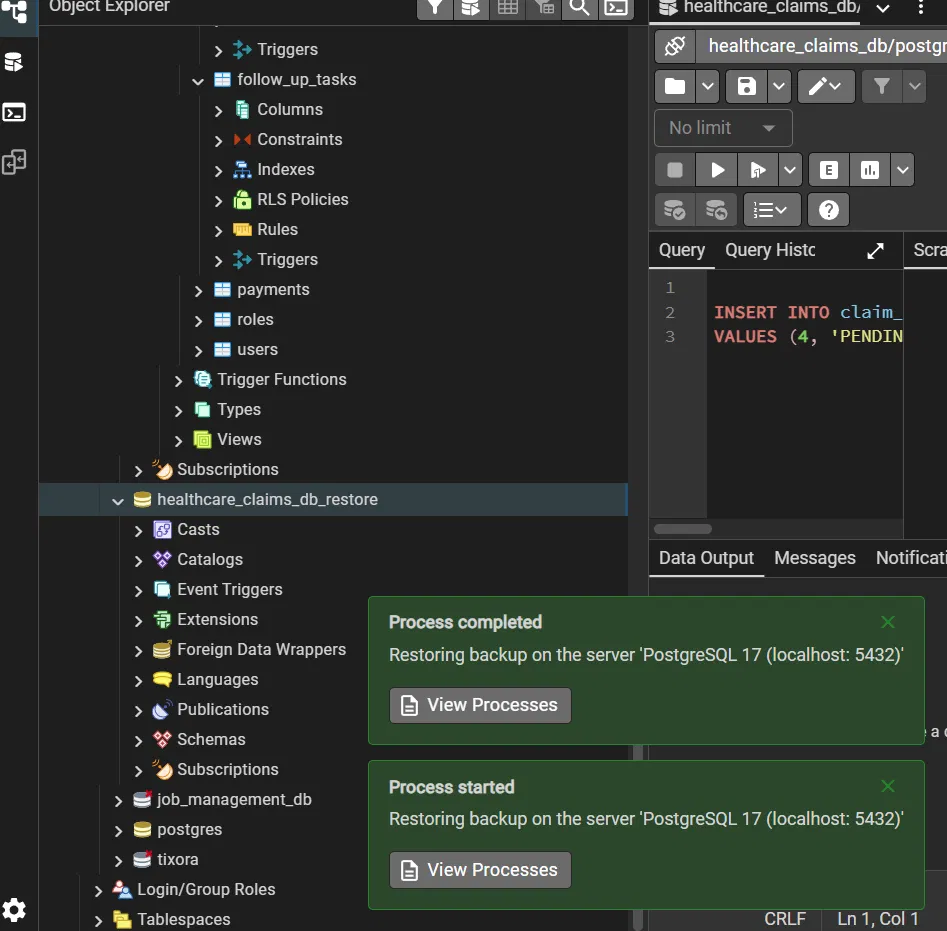 Object Explorer
Triggers
follow_up_tasks
Columns
Constraints
Indexes
RLS Policies
Rules
Triggers
payments
roles
users
Trigger Functions
Types
Views
Subscriptions
healthcare_claims_db_restore
Casts
Catalogs
Event Triggers
Extensions
Foreign Data Wrappers
Languages
Publications
Schemas
Subscriptions
job_management_db
postgres
tixora
Login/Group Roles
Tablespaces
healthcare_claims_db/
healthcare_claims_db/postgr
No limit
E
Query Query Histo
Scra
1
2 INSERT INTO claim_
3 VALUES (4, 'PENDIN
Data Output Messages Notificati
Process completed
Restoring backup on the server 'PostgreSQL 17 (localhost: 5432)'
View Processes
e a c
Process started
Restoring backup on the server 'PostgreSQL 17 (localhost: 5432)'
View Processes
CRLF Ln 1, Col 1